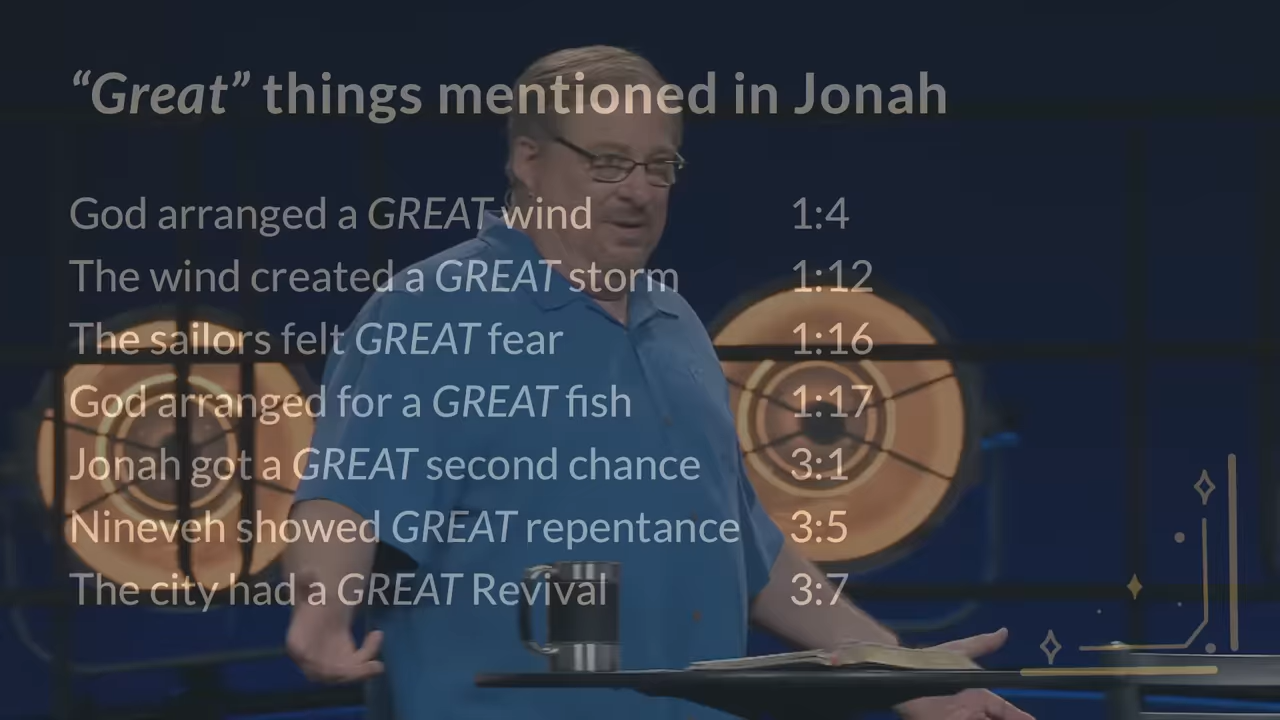 “Great” things mentioned in Jonah
God arranged a GREAT wind 1:4
The wind created a GREAT storm 1:12
The sailors felt GREAT fear 1:16
God arranged for a GREAT fish 1:17
Jonah got a GREAT second chance 3:1
Nineveh showed GREAT repentance 3:5
The city had a GREAT Revival 3:7